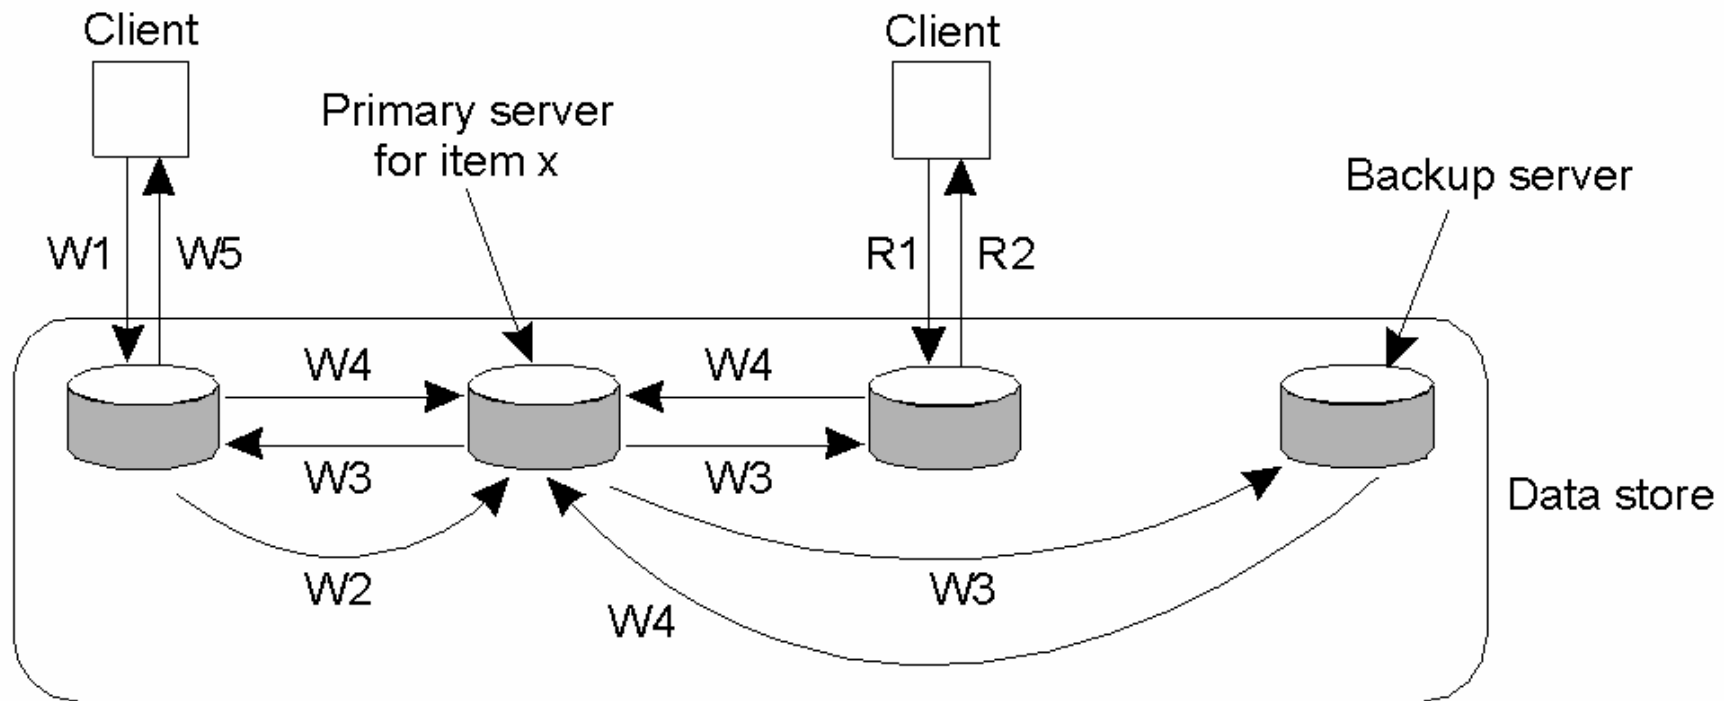 Client
Client
Primary server
for item x
Backup server
W1
W5
R1
R2
W4
W4
W3
W3
Data store
W2
W3
W4